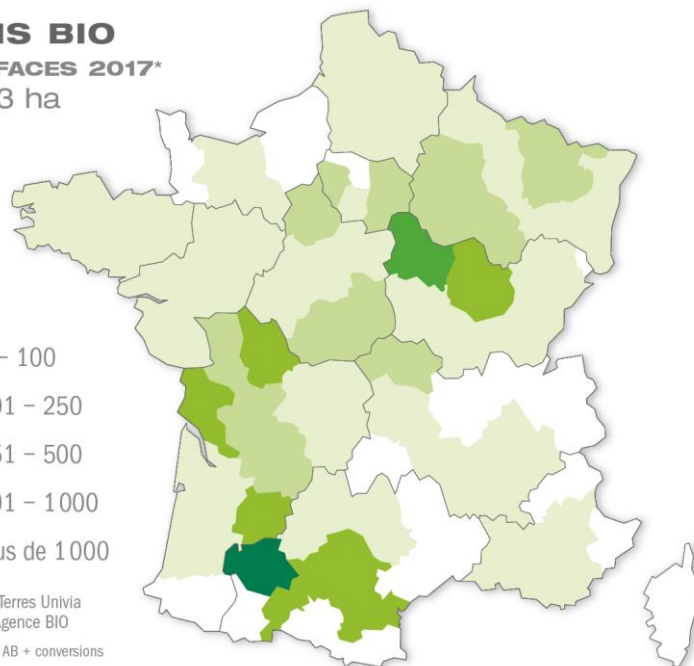 IS BIO
FACES 2017*
3 ha
– 100
01 – 250
51 – 500
01 – 1000
us de 1000
Terres Univia
gence BIO
AB + conversions